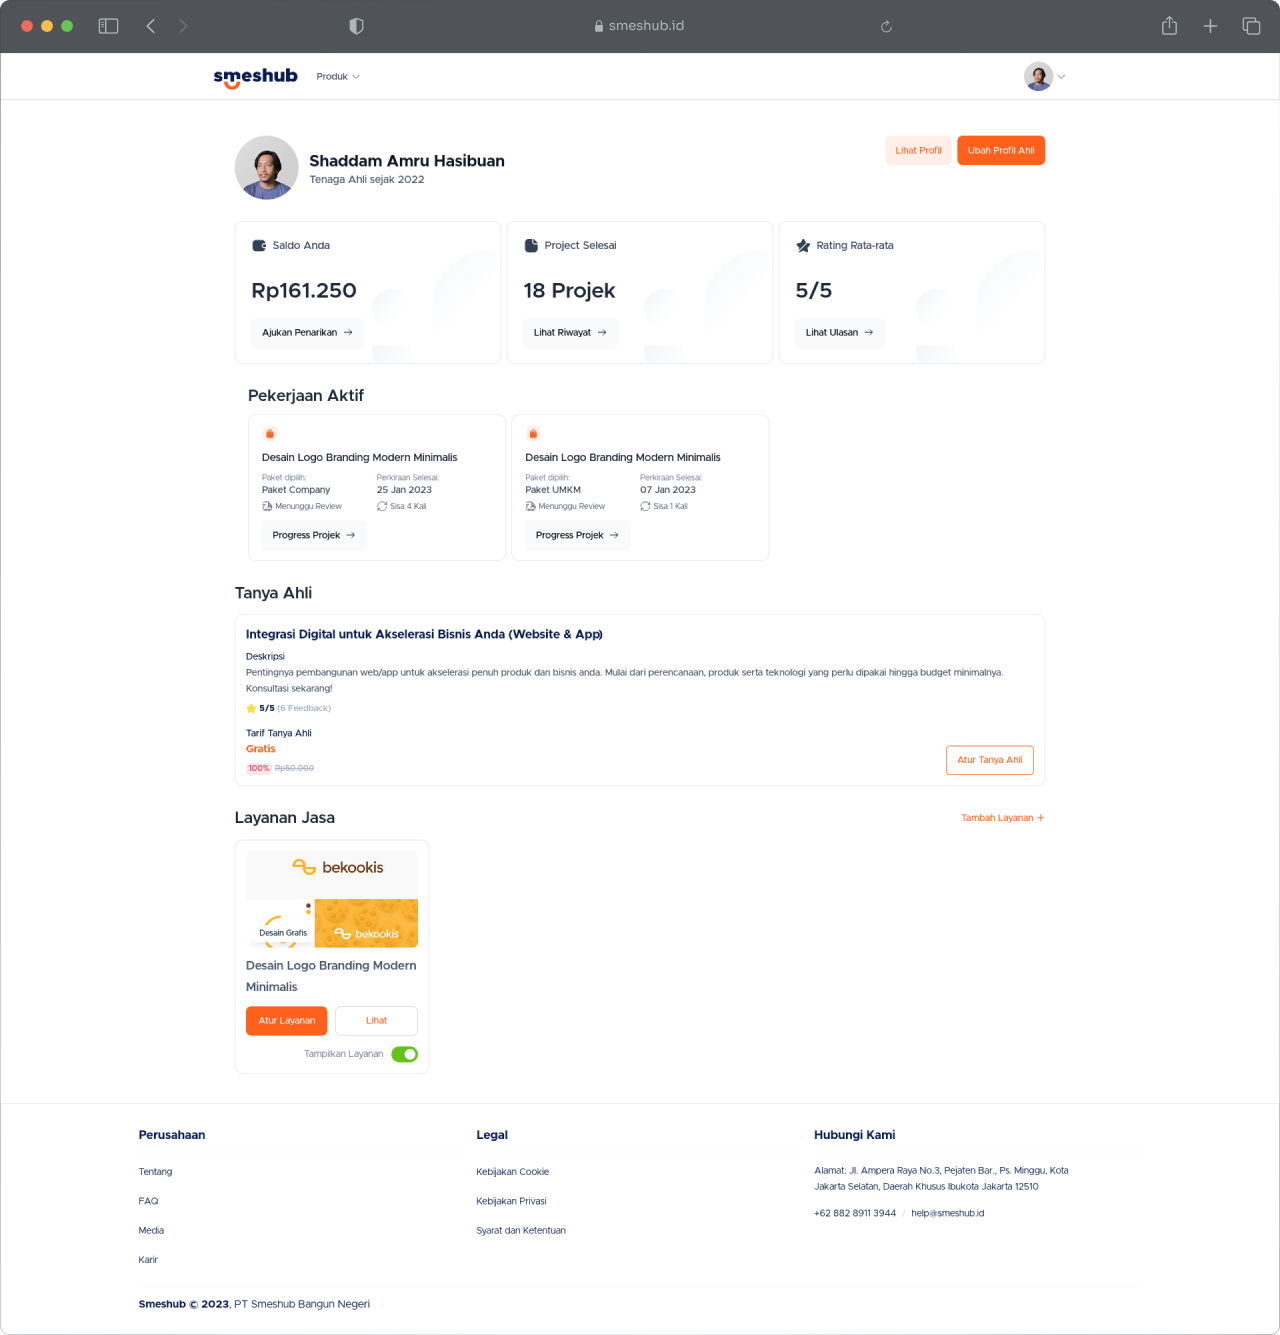 smeshub.id
smeshub
Produk
Shaddam Amru Hasibuan
Tenaga Ahli sejak 2022
Lihat Profil
Ubah Profil Ahli
Saldo Anda
Rp161.250
Ajukan Penarikan
Project Selesai
18 Projek
Lihat Riwayat
Rating Rata-rata
5/5
Lihat Ulasan
Pekerjaan Aktif
Desain Logo Branding Modern Minimalis
Paket dipilih:
Paket Company
Perkiraan Selesai:
25 Jan 2023
Menunggu Review
Sisa 4 Kali
Progress Projek
Desain Logo Branding Modern Minimalis
Paket dipilih:
Paket UMKM
Perkiraan Selesai:
07 Jan 2023
Menunggu Review
Sisa 1 Kali
Progress Projek
Tanya Ahli
Integrasi Digital untuk Akselerasi Bisnis Anda (Website & App)
Deskripsi
Pentingnya pembangunan web/app untuk akselerasi penuh produk dan bisnis anda. Mulai dari perencanaan, produk serta teknologi yang perlu dipakai hingga budget minimalnya.
Konsultasi sekarang!
5/5 (6 Feedback)
Tarif Tanya Ahli
Gratis
100% Rp50.000
Atur Tanya Ahli
Layanan Jasa
Tambah Layanan +
bekookis
Desain Grafis
bekookis
Desain Logo Branding Modern
Minimalis
Atur Layanan
Lihat
Tampilkan Layanan
Perusahaan
Tentang
FAQ
Media
Karir
Legal
Kebijakan Cookie
Kebijakan Privasi
Syarat dan Ketentuan
Hubungi Kami
Alamat: Jl. Ampera Raya No.3, Pejaten Bar., Ps. Minggu, Kota
Jakarta Selatan, Daerah Khusus Ibukota Jakarta 12510
+62 882 8911 3944 / help@smeshub.id
Smeshub © 2023, PT Smeshub Bangun Negeri